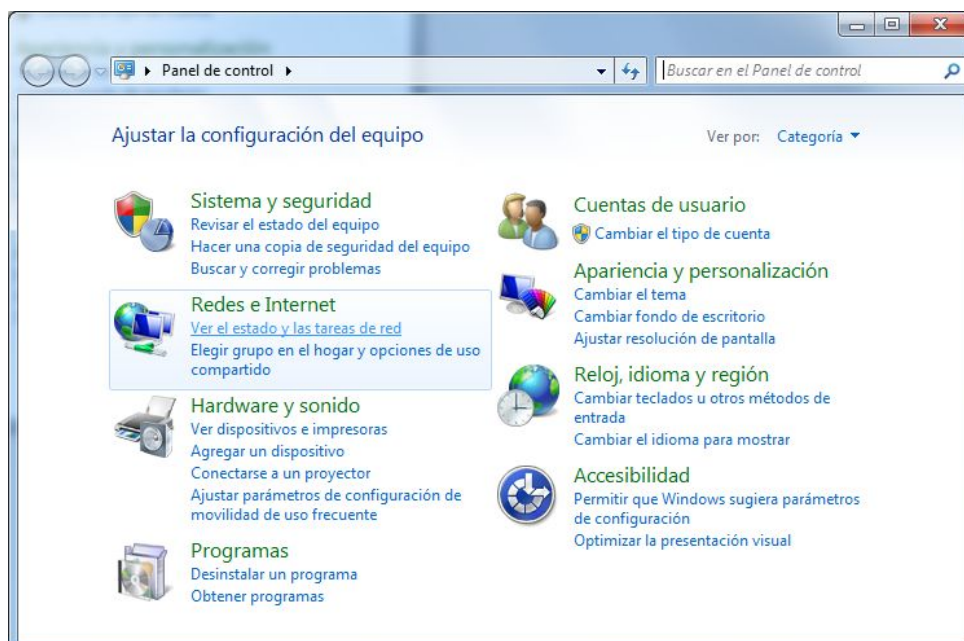 Panel de control
Buscar en el Panel de control
Ajustar la configuración del equipo
Ver por: Categoría
Sistema y seguridad
Revisar el estado del equipo
Hacer una copia de seguridad del equipo
Buscar y corregir problemas
Redes e Internet
Ver el estado y las tareas de red
Elegir grupo en el hogar y opciones de uso
compartido
Hardware y sonido
Ver dispositivos e impresoras
Agregar un dispositivo
Conectarse a un proyector
Ajustar parámetros de configuración de
movilidad de uso frecuente
Programas
Desinstalar un programa
Obtener programas
Cuentas de usuario
Cambiar el tipo de cuenta
Apariencia y personalización
Cambiar el tema
Cambiar fondo de escritorio
Ajustar resolución de pantalla
Reloj, idioma y región
Cambiar teclados u otros métodos de
entrada
Cambiar el idioma para mostrar
Accesibilidad
Permitir que Windows sugiera parámetros
de configuración
Optimizar la presentación visual